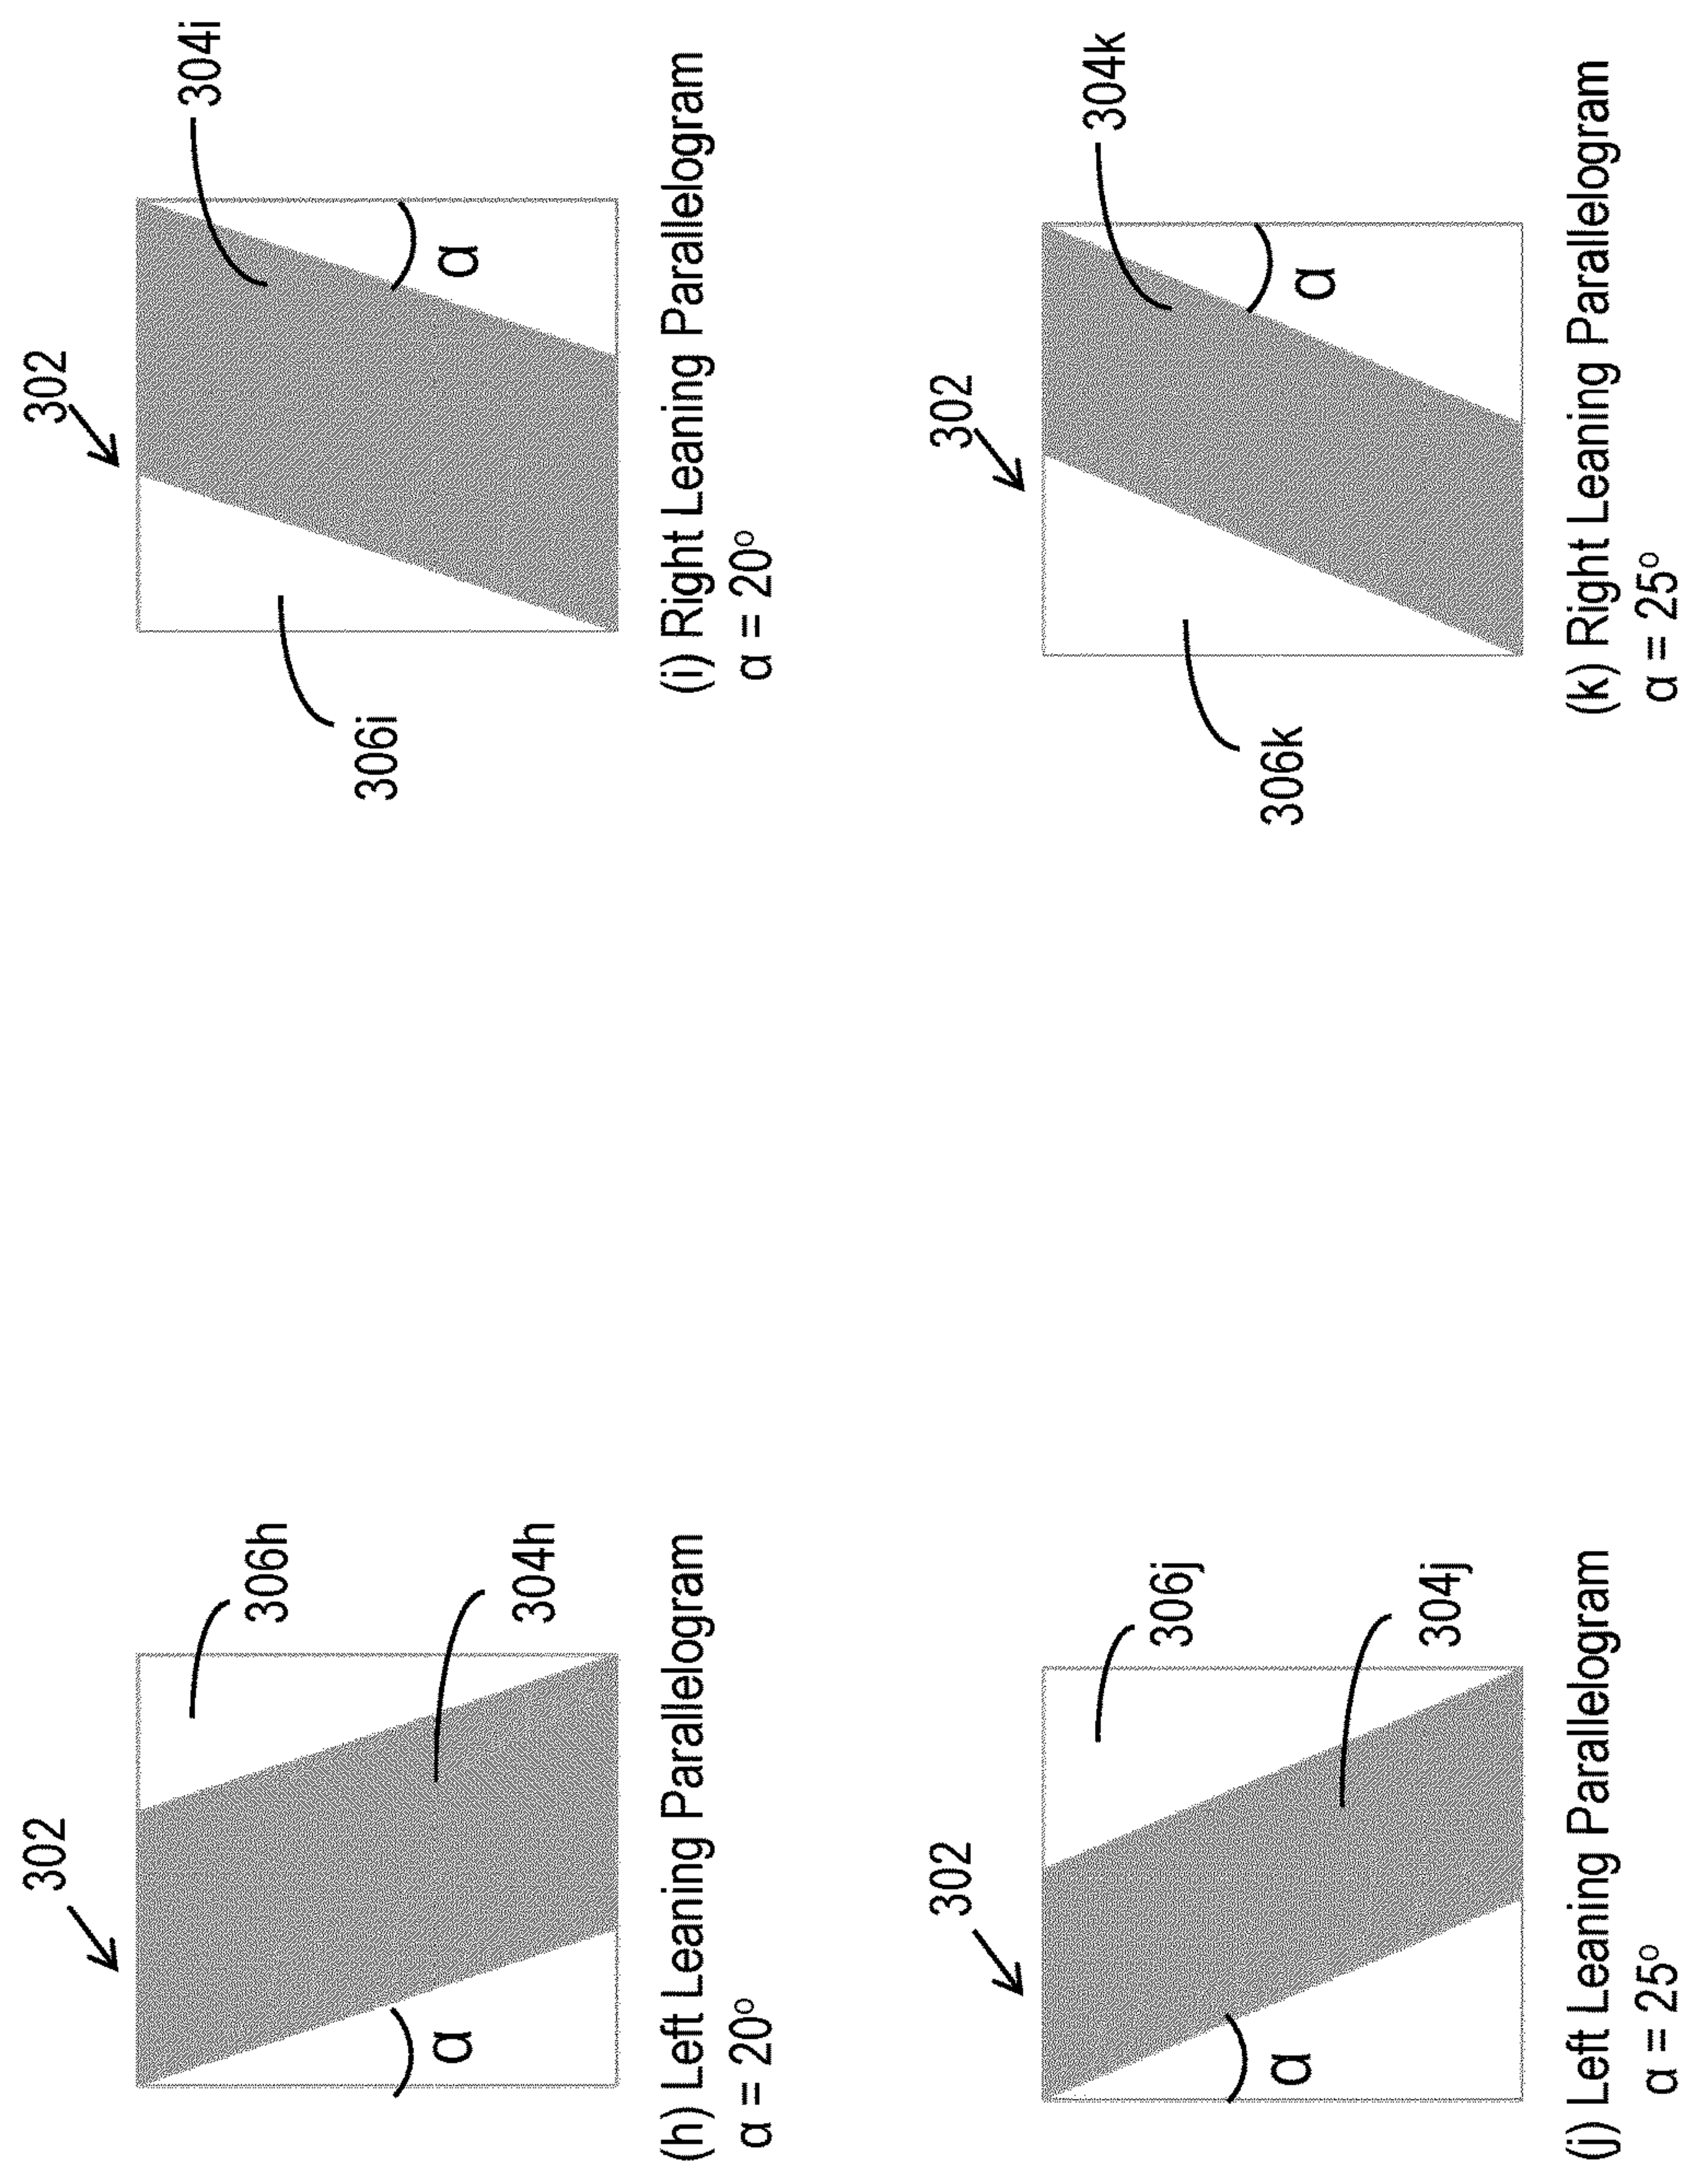 302
306h
α
304h
(h) Left Leaning Parallelogram
α = 20°
302
304i
306i
α
(i) Right Leaning Parallelogram
α = 20°
302
306j
α
304j
(j) Left Leaning Parallelogram
α = 25°
302
304k
306k
α
(k) Right Leaning Parallelogram
α = 25°